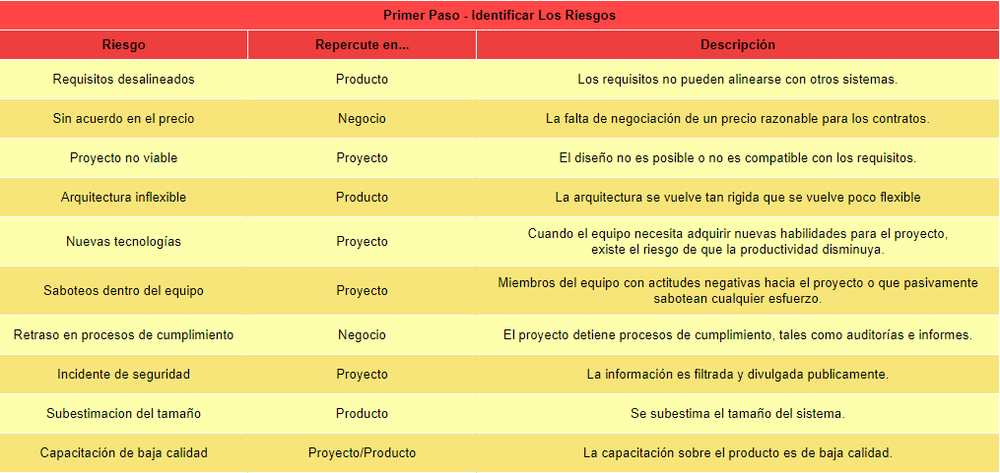 Primer Paso - Identificar Los Riesgos
Riesgo Repercute en... Descripción
Requisitos desalineados Producto Los requisitos no pueden alinearse con otros sistemas.
Sin acuerdo en el precio Negocio La falta de negociación de un precio razonable para los contratos.
Proyecto no viable Proyecto El diseño no es posible o no es compatible con los requisitos.
Arquitectura inflexible Producto La arquitectura se vuelve tan rigida que se vuelve poco flexible
Nuevas tecnologías Proyecto Cuando el equipo necesita adquirir nuevas habilidades para el proyecto,
existe el riesgo de que la productividad disminuya.
Saboteos dentro del equipo Proyecto Miembros del equipo con actitudes negativas hacia el proyecto o que pasivamente
sabotean cualquier esfuerzo.
Retraso en procesos de cumplimiento Negocio El proyecto detiene procesos de cumplimiento, tales como auditorías e informes.
Incidente de seguridad Proyecto La información es filtrada y divulgada publicamente.
Subestimacion del tamaño Producto Se subestima el tamaño del sistema.
Capacitación de baja calidad Proyecto/Producto La capacitación sobre el producto es de baja calidad.